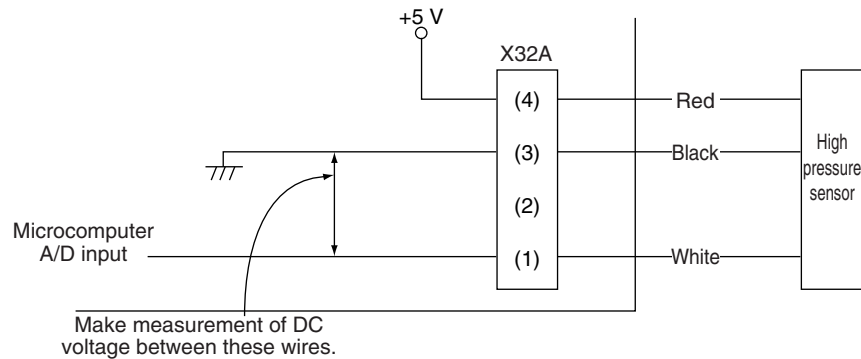 +5 V
X32A
(4)
Red
(3)
Black
High
pressure
sensor
(2)
Microcomputer
A/D input
(1)
White
Make measurement of DC
voltage between these wires.